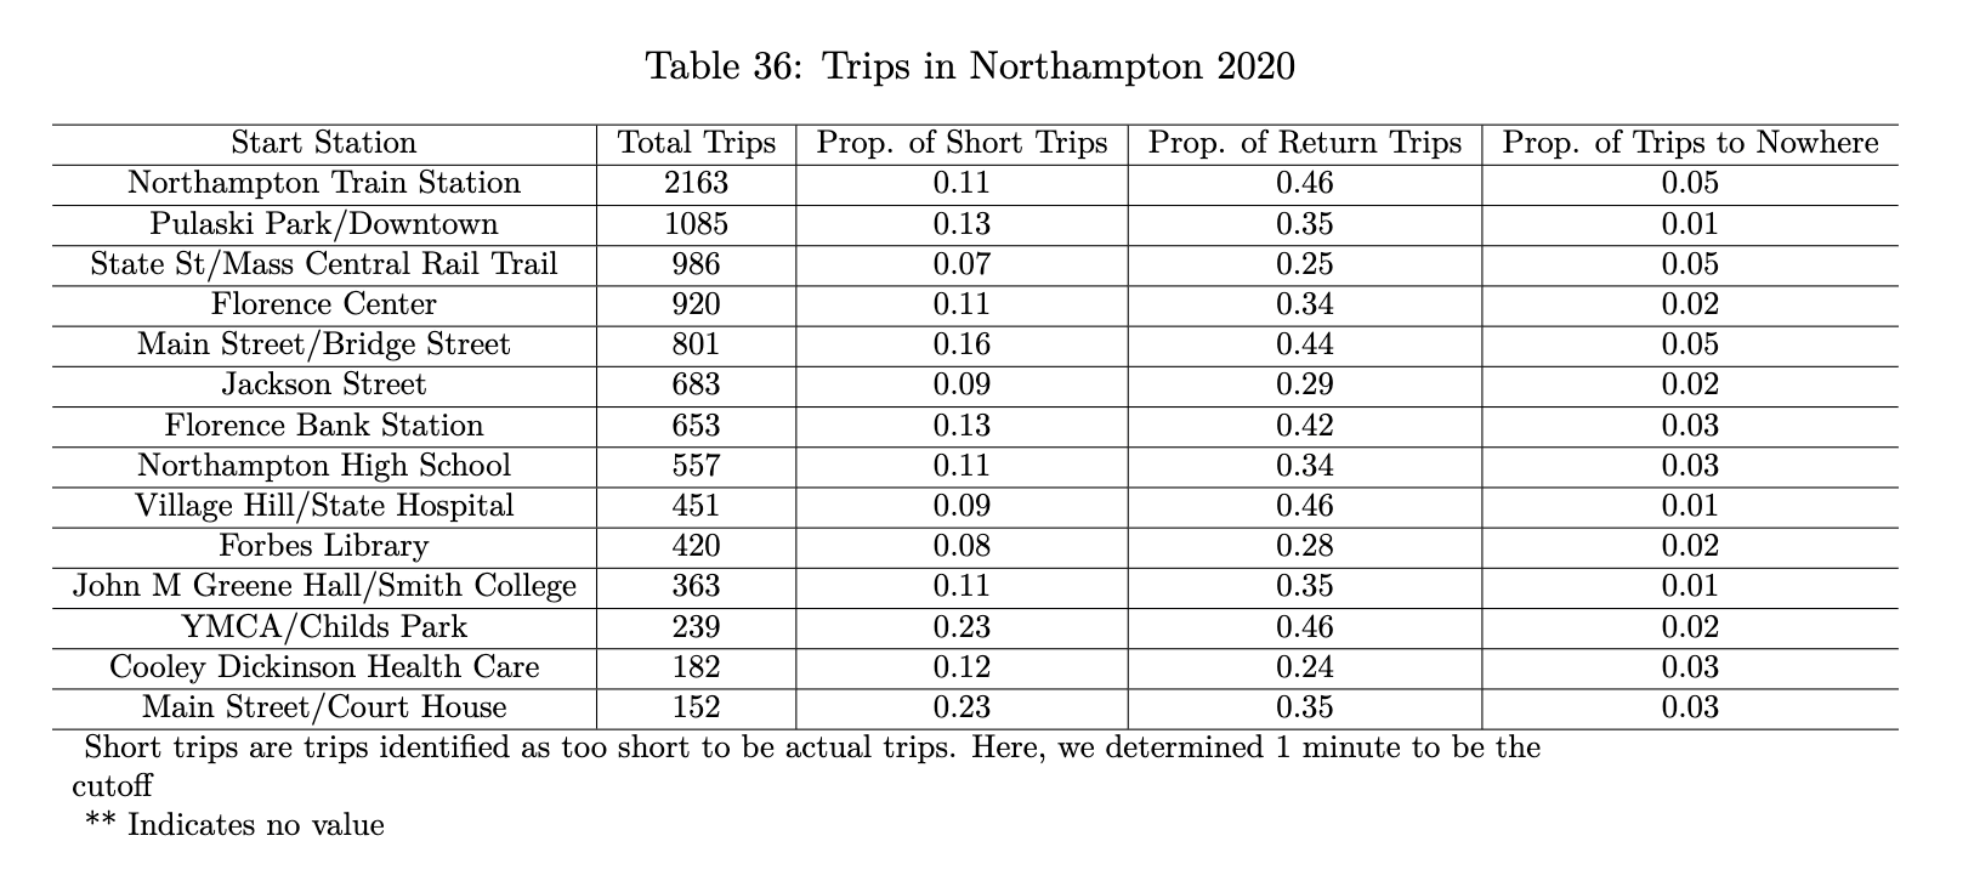 Table 36: Trips in Northampton 2020
Start Station Total Trips Prop. of Short Trips Prop. of Return Trips Prop. of Trips to Nowhere
Northampton Train Station 2163 0.11 0.46 0.05
Pulaski Park/Downtown 1085 0.13 0.35 0.01
State St/Mass Central Rail Trail 986 0.07 0.25 0.05
Florence Center 920 0.11 0.34 0.02
Main Street/Bridge Street 801 0.16 0.44 0.05
Jackson Street 683 0.09 0.29 0.02
Florence Bank Station 653 0.13 0.42 0.03
Northampton High School 557 0.11 0.34 0.03
Village Hill/State Hospital 451 0.09 0.46 0.01
Forbes Library 420 0.08 0.28 0.02
John M Greene Hall/Smith College 363 0.11 0.35 0.01
YMCA/Childs Park 239 0.23 0.46 0.02
Cooley Dickinson Health Care 182 0.12 0.24 0.03
Main Street/Court House 152 0.23 0.35 0.03
Short trips are trips identified as too short to be actual trips. Here, we determined 1 minute to be the
cutoff
** Indicates no value